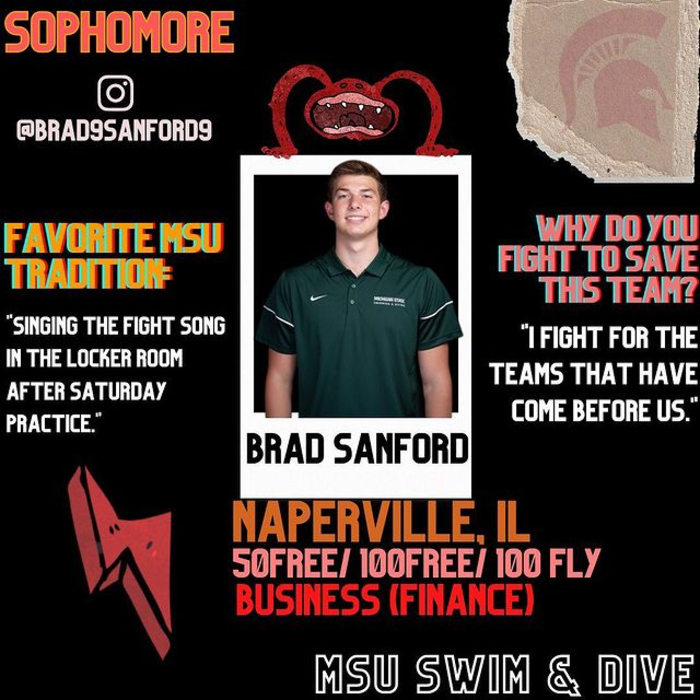 SOPHOMORE
@BRAD9SANFORD9
FAVORITE MSU
TRADITION:
"SINGING THE FIGHT SONG
IN THE LOCKER ROOM
AFTER SATURDAY
PRACTICE."
WHY DO YOU
FIGHT TO SAVE
THIS TEAM?
"I FIGHT FOR THE
TEAMS THAT HAVE
COME BEFORE US."
MICHIGAN STATE
SWIMMING & DIVING
BRAD SANFORD
NAPERVILLE, IL
50FREE/ 100FREE/ 100 FLY
BUSINESS (FINANCE)
MSU SWIM & DIVE